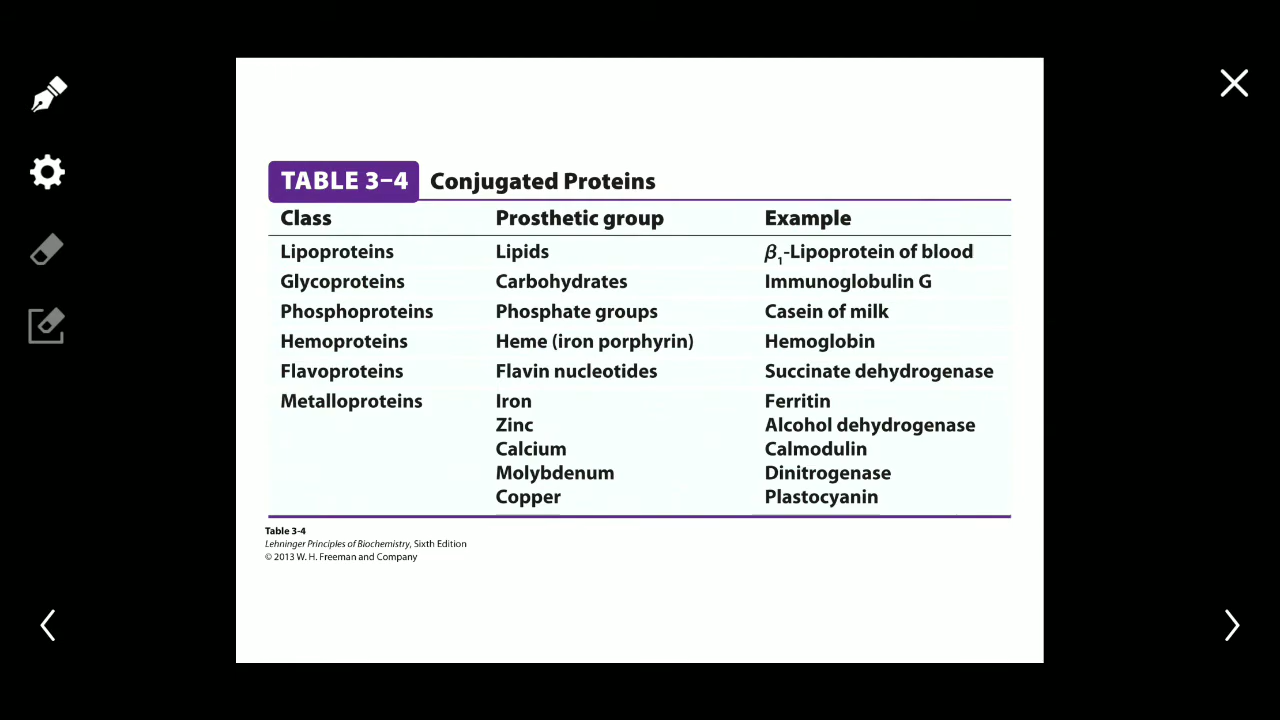 TABLE 3–4 Conjugated Proteins
Class Prosthetic group Example
Lipoproteins Lipids β₁-Lipoprotein of blood
Glycoproteins Carbohydrates Immunoglobulin G
Phosphoproteins Phosphate groups Casein of milk
Hemoproteins Heme (iron porphyrin) Hemoglobin
Flavoproteins Flavin nucleotides Succinate dehydrogenase
Metalloproteins Iron Ferritin
Zinc Alcohol dehydrogenase
Calcium Calmodulin
Molybdenum Dinitrogenase
Copper Plastocyanin
Table 3-4
Lehninger Principles of Biochemistry, Sixth Edition
© 2013 W. H. Freeman and Company